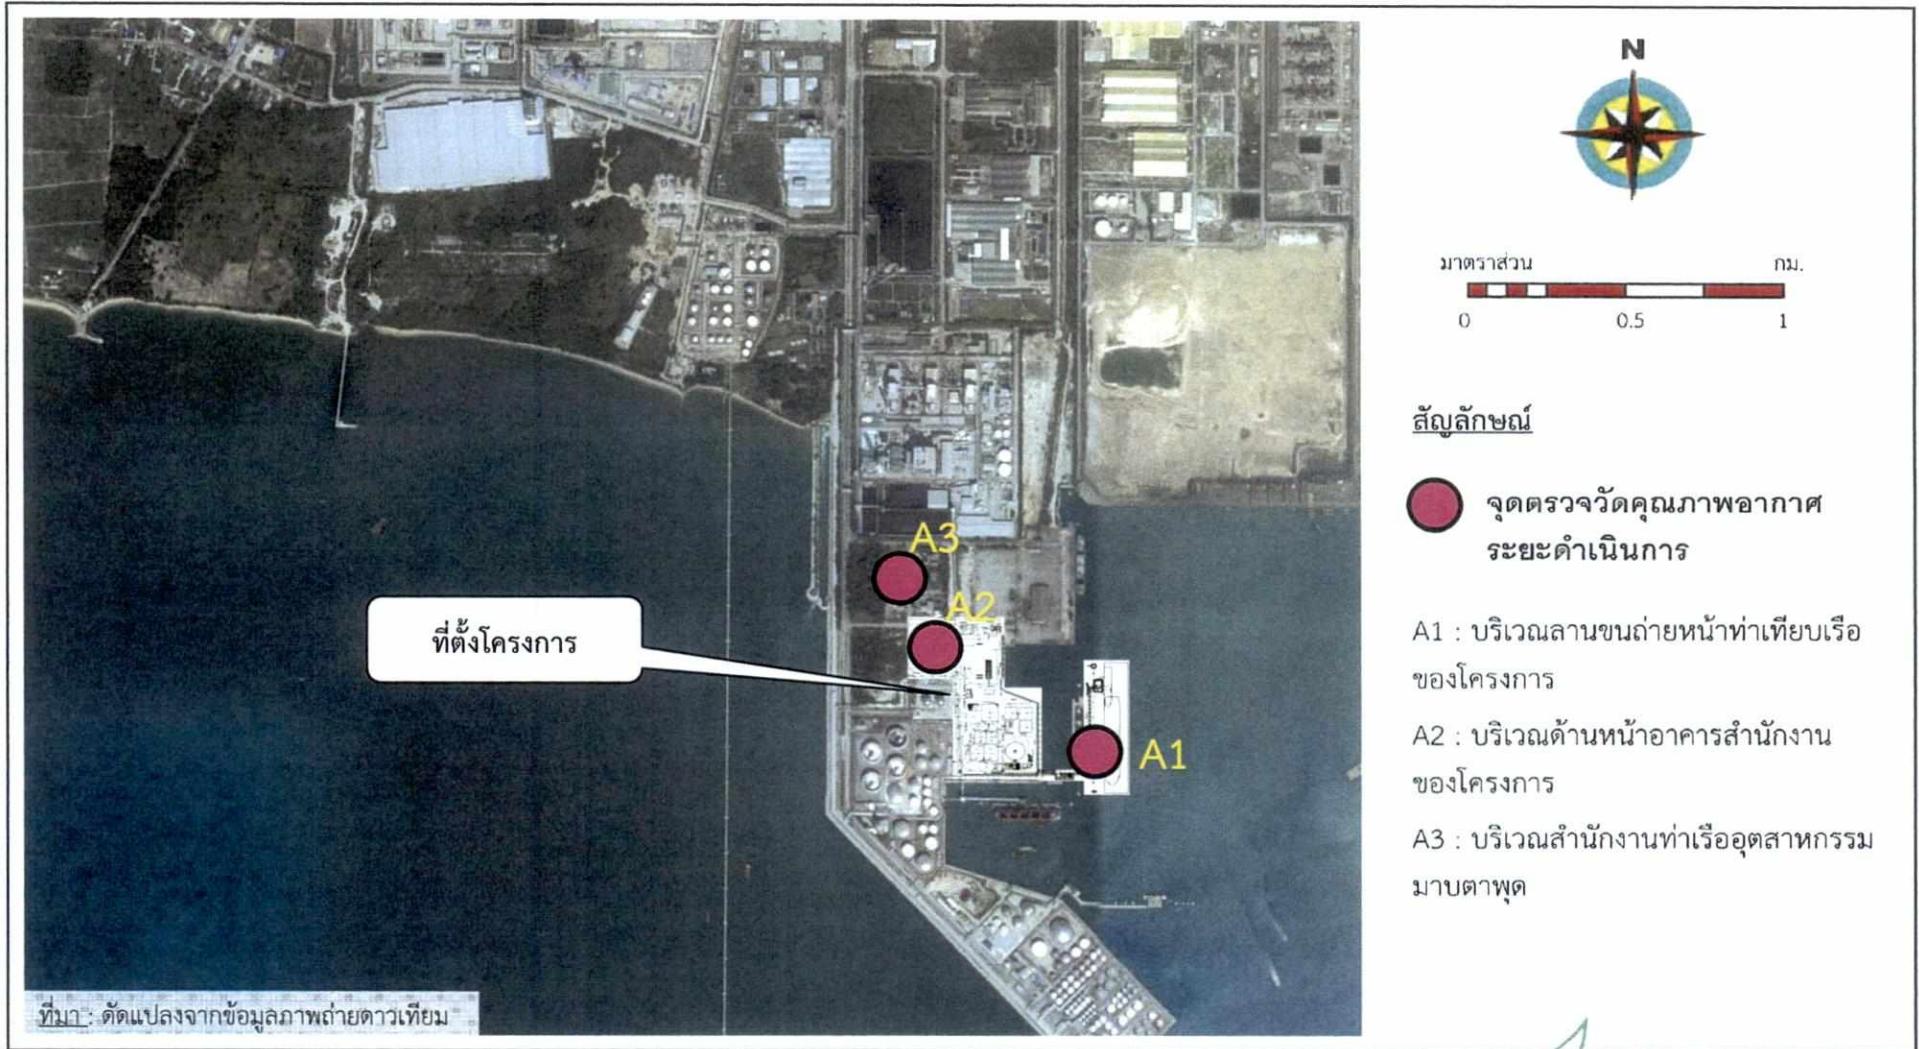 N
มาตราส่วน กม.
0 0.5 1
สัญลักษณ์
จุดตรวจวัดคุณภาพอากาศ
ระยะดำเนินการ
A1 : บริเวณลานขนถ่ายหน้าท่าเทียบเรือ
ของโครงการ
A2 : บริเวณด้านหน้าอาคารสำนักงาน
ของโครงการ
A3 : บริเวณสำนักงานท่าเรืออุตสาหกรรม
มาบตาพุด
A3
A2
ที่ตั้งโครงการ
A1
ที่มา : ดัดแปลงจากข้อมูลภาพถ่ายดาวเทียม